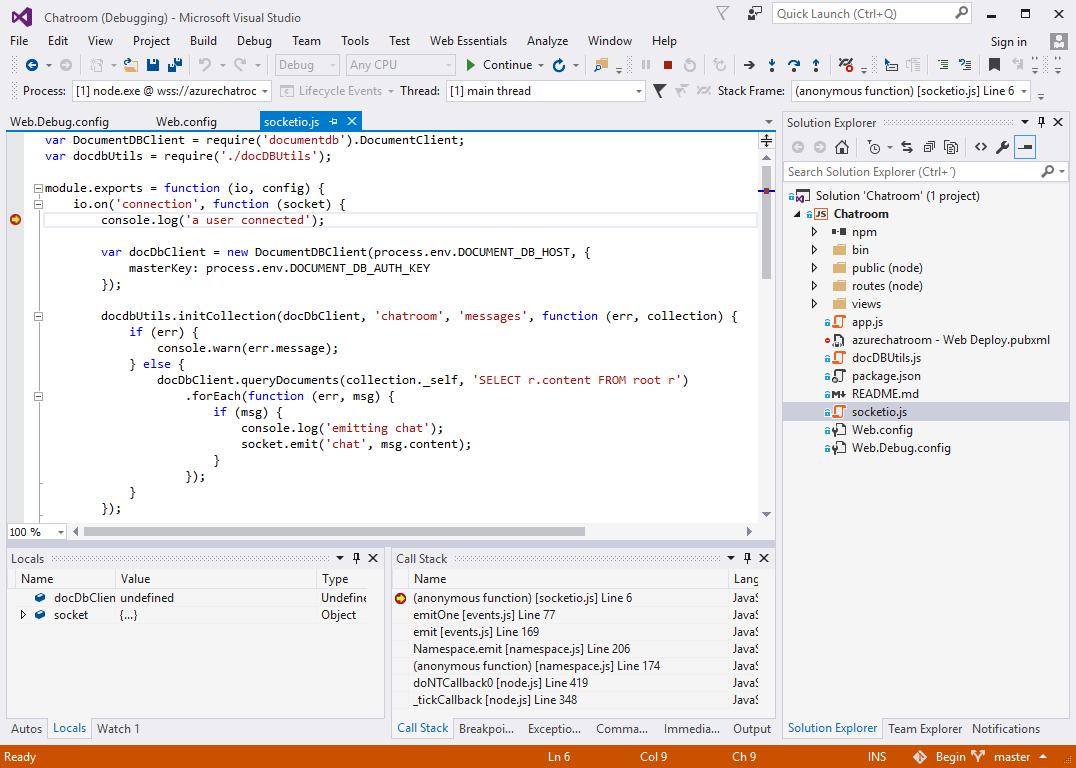 Chatroom (Debugging) - Microsoft Visual Studio
Quick Launch (Ctrl+Q)
File Edit View Project Build Debug Team Tools Test Web Essentials Analyze Window Help
Sign in
Debug Any CPU Continue
Process: [1] node.exe @ wss://azurechatroc Lifecycle Events Thread: [1] main thread Stack Frame: (anonymous function) [socketio.js] Line 6
Web.Debug.config Web.config socketio.js
var DocumentDBClient = require('documentdb').DocumentClient;
var docdbUtils = require('./docDBUtils');
module.exports = function (io, config) {
io.on('connection', function (socket) {
console.log('a user connected');
var docDbClient = new DocumentDBClient(process.env.DOCUMENT_DB_HOST, {
masterKey: process.env.DOCUMENT_DB_AUTH_KEY
});
docdbUtils.initCollection(docDbClient, 'chatroom', 'messages', function (err, collection) {
if (err) {
console.warn(err.message);
} else {
docDbClient.queryDocuments(collection._self, 'SELECT r.content FROM root r')
.forEach(function (err, msg) {
if (msg) {
console.log('emitting chat');
socket.emit('chat', msg.content);
}
});
}
});
100 %
Solution Explorer
Search Solution Explorer (Ctrl+´)
Solution 'Chatroom' (1 project)
JS Chatroom
npm
bin
public (node)
routes (node)
views
app.js
azurechatroom - Web Deploy.pubxml
docDBUtils.js
package.json
M+ README.md
socketio.js
Web.config
Web.Debug.config
Locals
Name Value Type
docDbClien undefined Undefine
socket {...} Object
Autos Locals Watch 1
Call Stack
Name Lang
(anonymous function) [socketio.js] Line 6 JavaS
emitOne [events.js] Line 77 JavaS
emit [events.js] Line 169 JavaS
Namespace.emit [namespace.js] Line 206 JavaS
(anonymous function) [namespace.js] Line 174 JavaS
doNTCallback0 [node.js] Line 419 JavaS
_tickCallback [node.js] Line 348 JavaS
Call Stack Breakpoi... Exceptio... Comma... Immedia... Output
Solution Explorer Team Explorer Notifications
Ready Ln 6 Col 9 Ch 9 INS Begin master